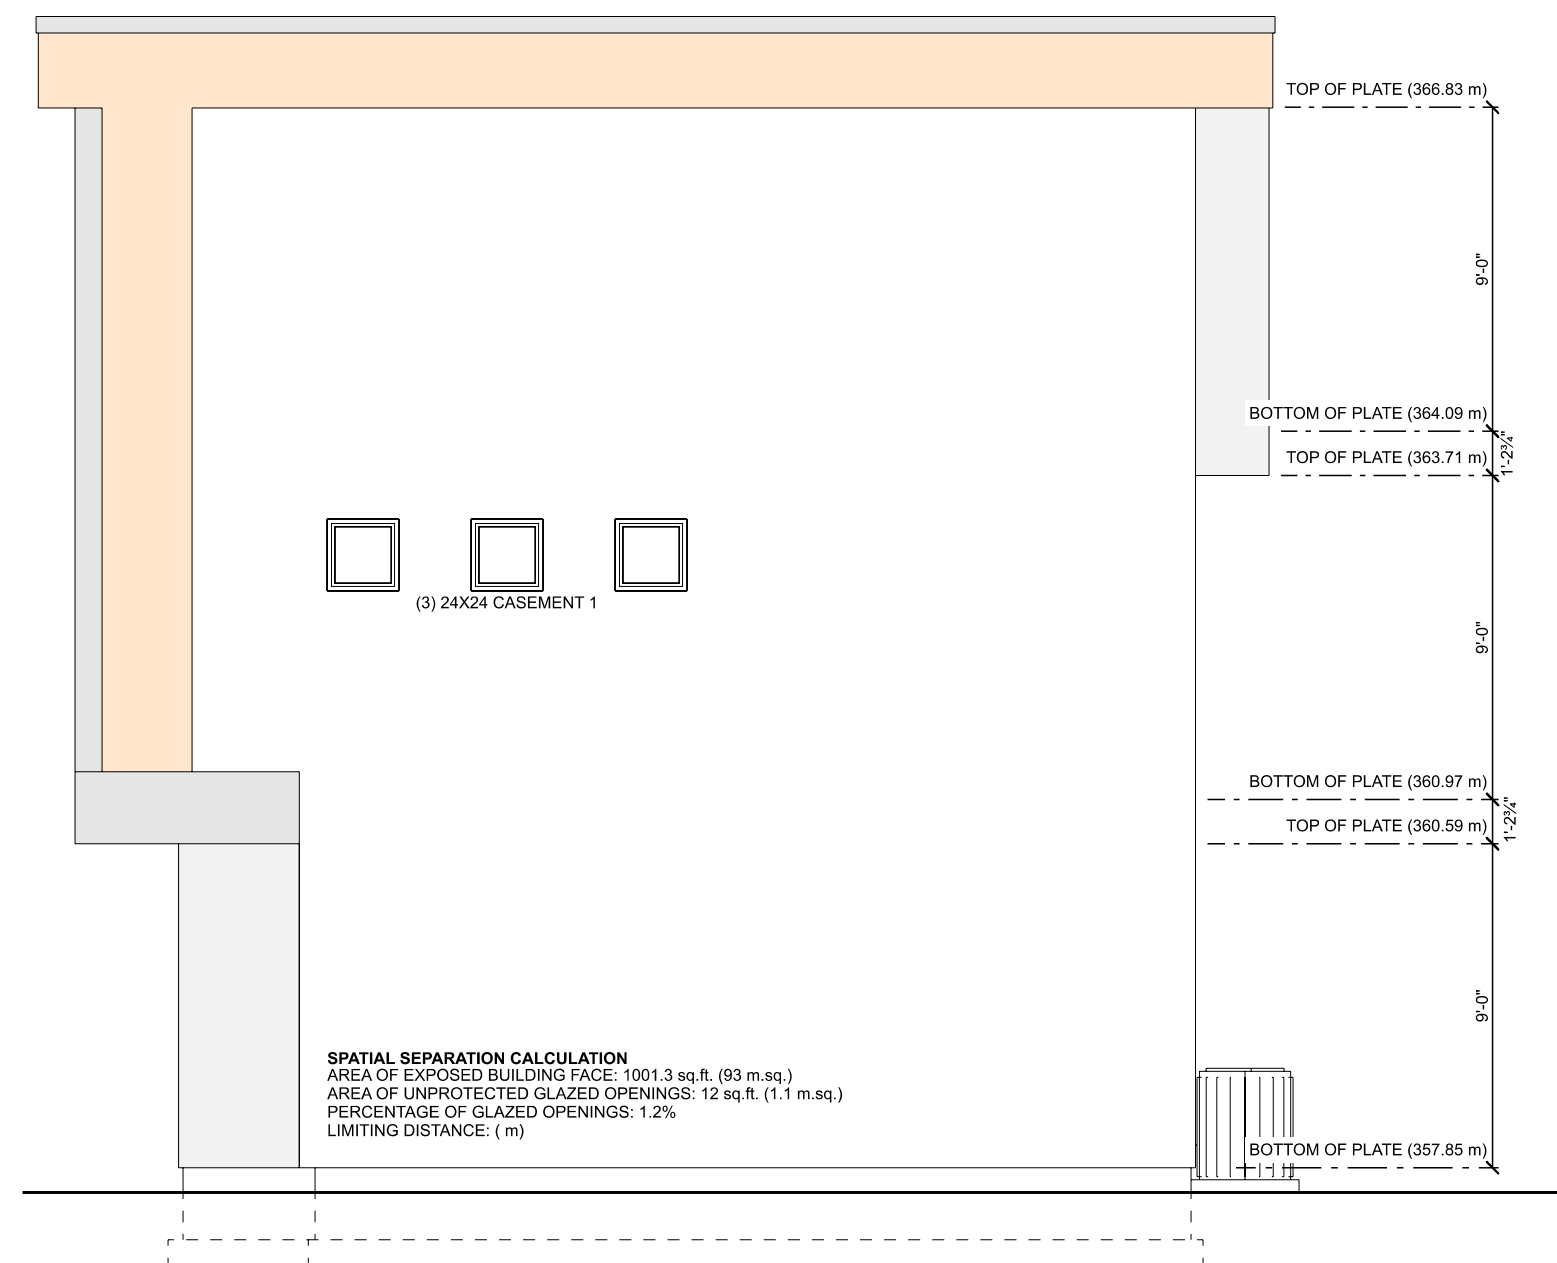 TOP OF PLATE (366.83 m)
9'-0"
BOTTOM OF PLATE (364.09 m)
1'-2¾"
TOP OF PLATE (363.71 m)
(3) 24X24 CASEMENT 1
9'-0"
BOTTOM OF PLATE (360.97 m)
1'-2¾"
TOP OF PLATE (360.59 m)
9'-0"
SPATIAL SEPARATION CALCULATION
AREA OF EXPOSED BUILDING FACE: 1001.3 sq.ft. (93 m.sq.)
AREA OF UNPROTECTED GLAZED OPENINGS: 12 sq.ft. (1.1 m.sq.)
PERCENTAGE OF GLAZED OPENINGS: 1.2%
LIMITING DISTANCE: ( m)
BOTTOM OF PLATE (357.85 m)